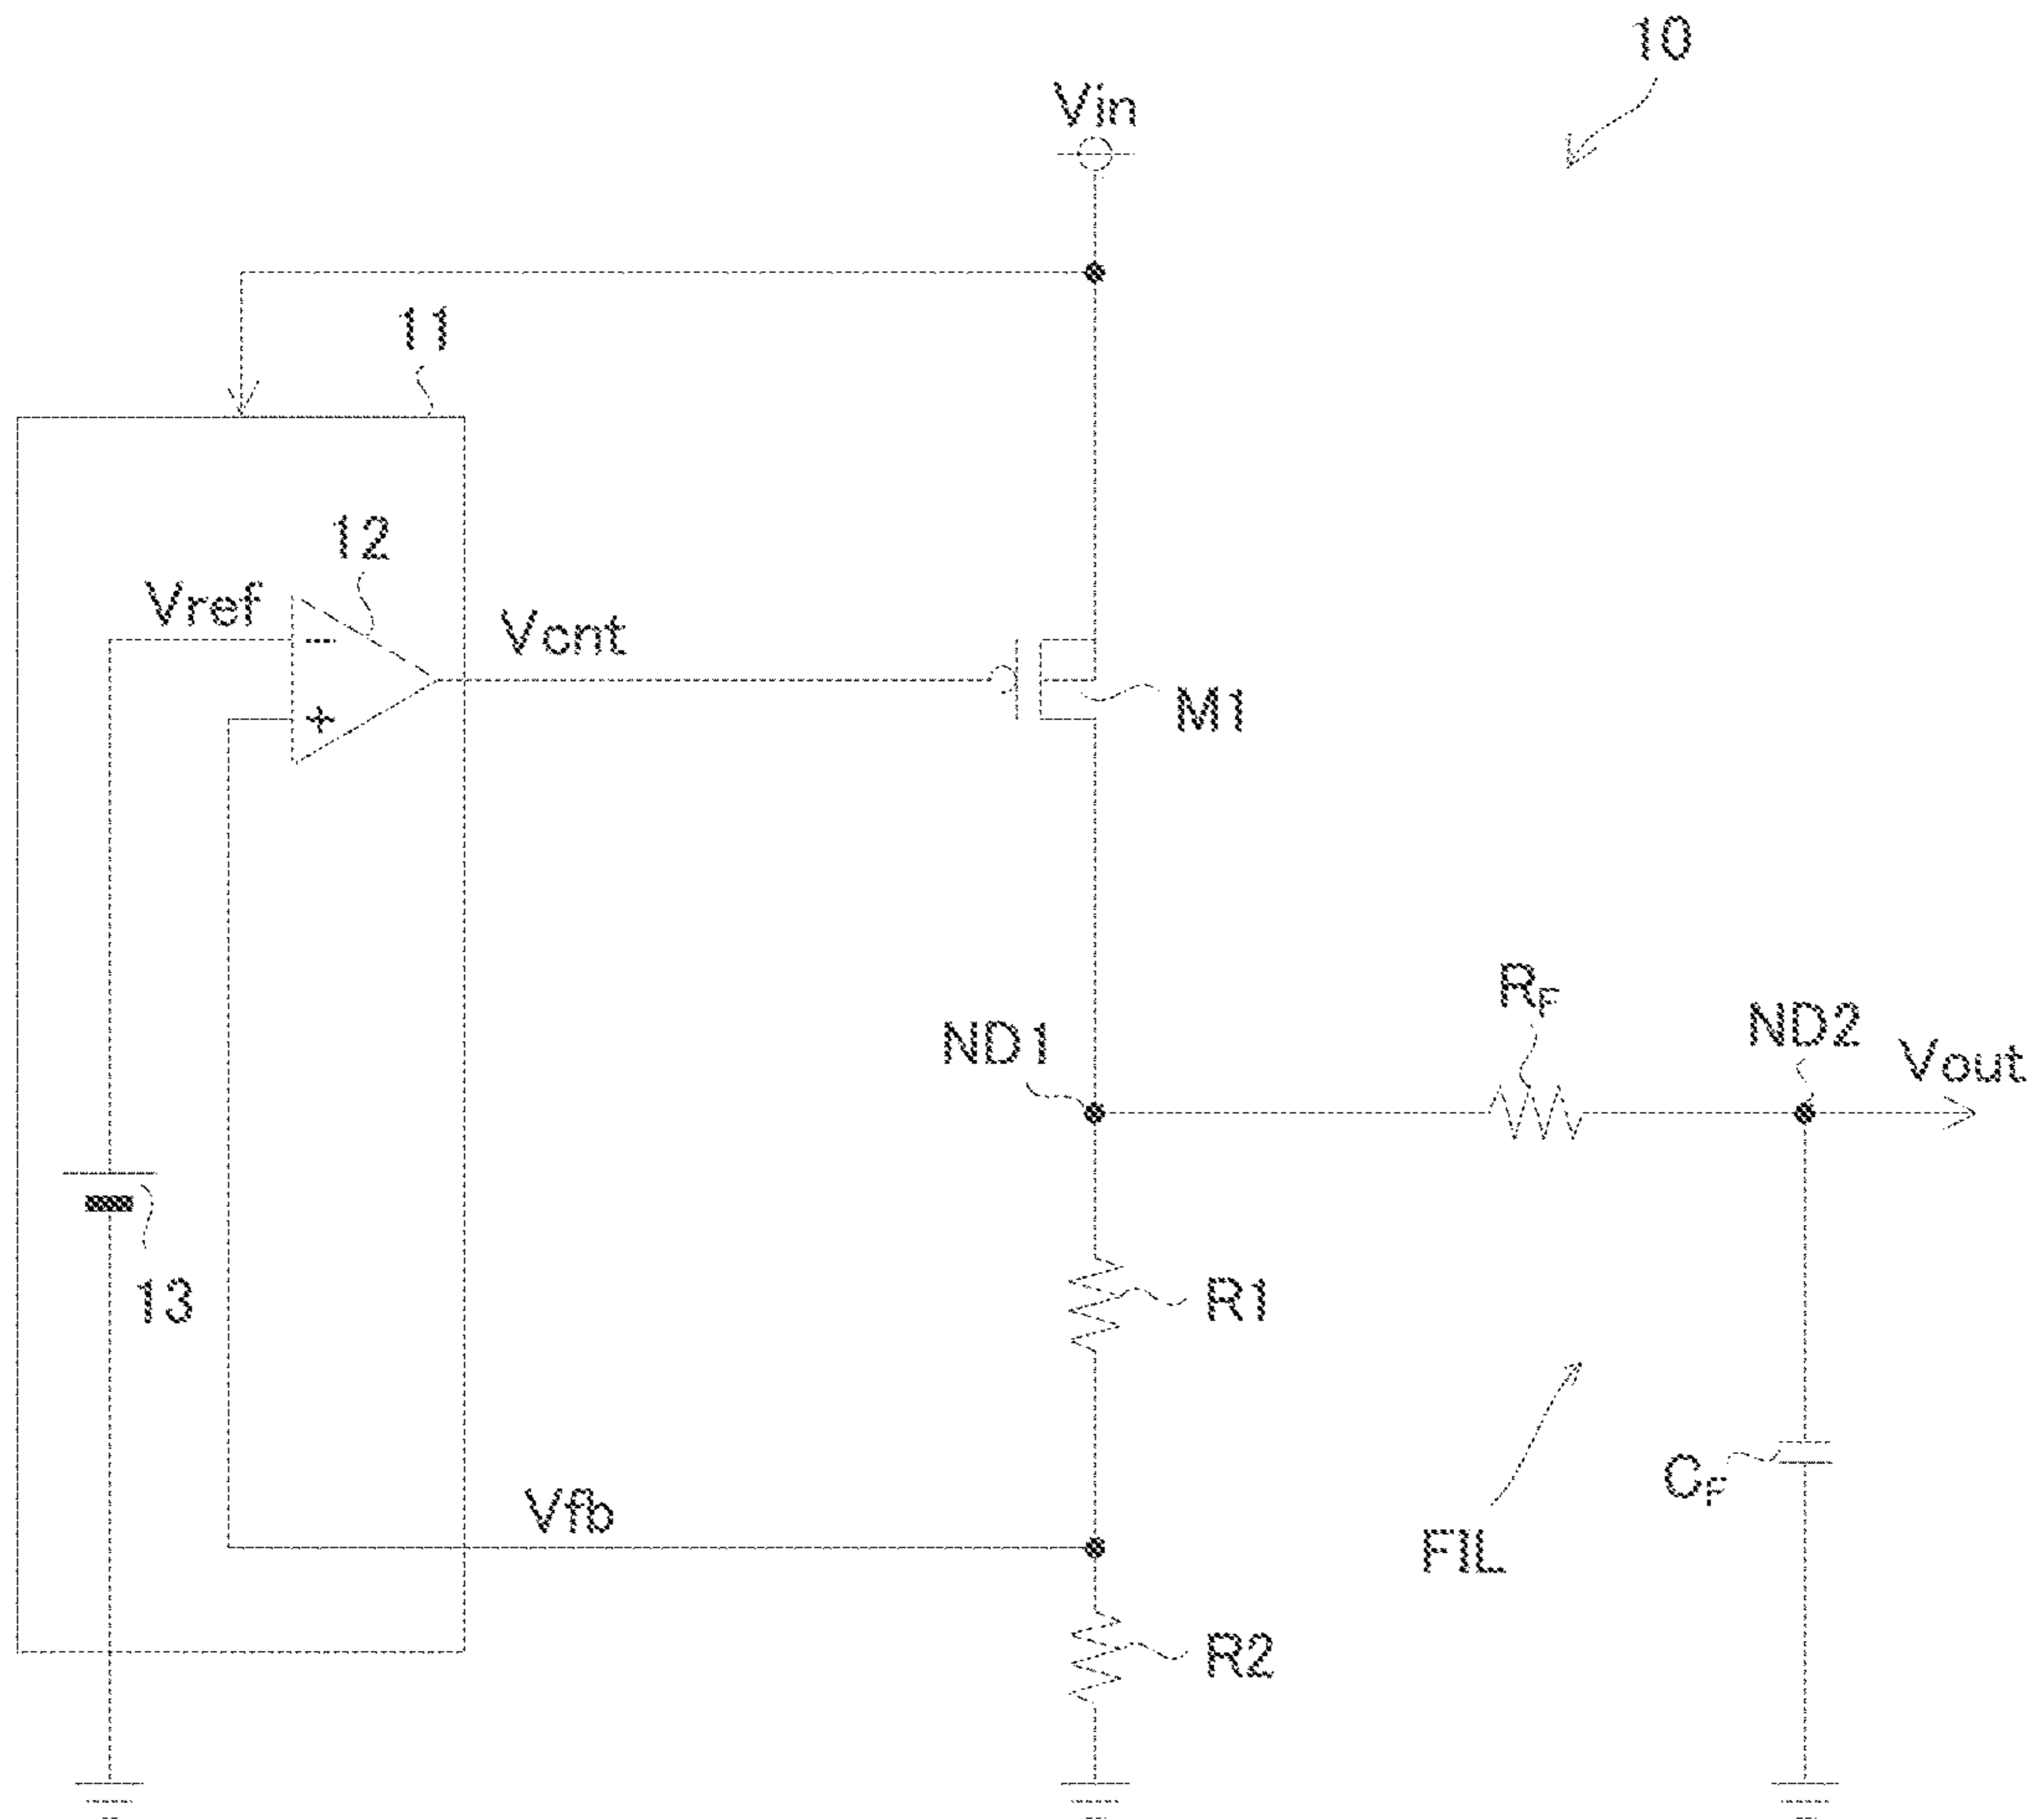 10
Vin
11
12
Vref
Vcnt
-
+
M1
RF
ND1
ND2
Vout
13
R1
CF
Vfb
FIL
R2